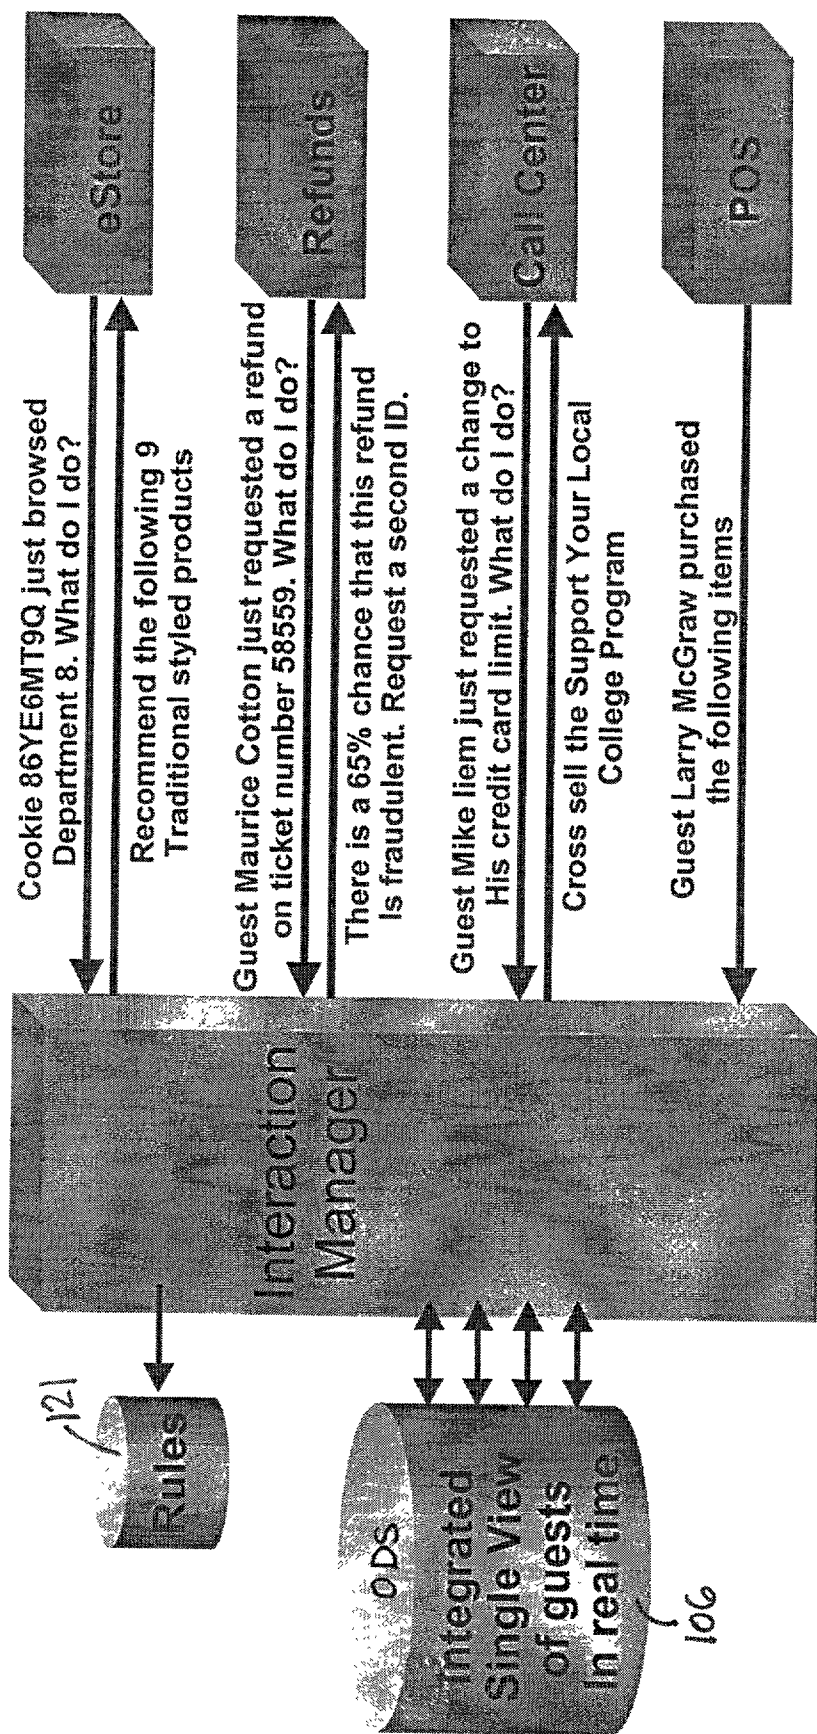 121
Rules
ODS
Integrated
Single View
of guests
In real time
106
Interaction
Manager
Cookie 86YE6MT9Q just browsed
Department 8. What do I do?
Recommend the following 9
Traditional styled products
eStore
Guest Maurice Cotton just requested a refund
on ticket number 58559. What do I do?
There is a 65% chance that this refund
Is fraudulent. Request a second ID.
Refunds
Guest Mike liem just requested a change to
His credit card limit. What do I do?
Cross sell the Support Your Local
College Program
Call Center
Guest Larry McGraw purchased
the following items
POS